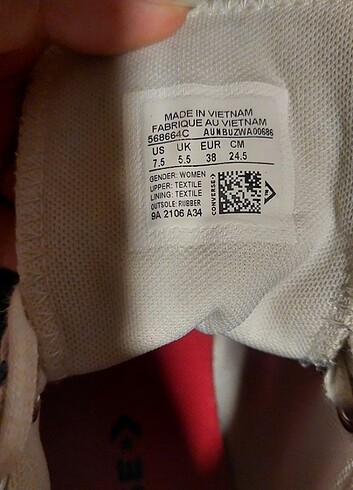 MADE IN VIETNAM
FABRIQUE AU VIETNAM
568664C AUNBUZWA00686
US UK EUR CM
7.5 5.5 38 24.5
GENDER: WOMEN
UPPER: TEXTILE
LINING: TEXTILE
OUTSOLE: RUBBER
9A 2106 A34
CONVERSE